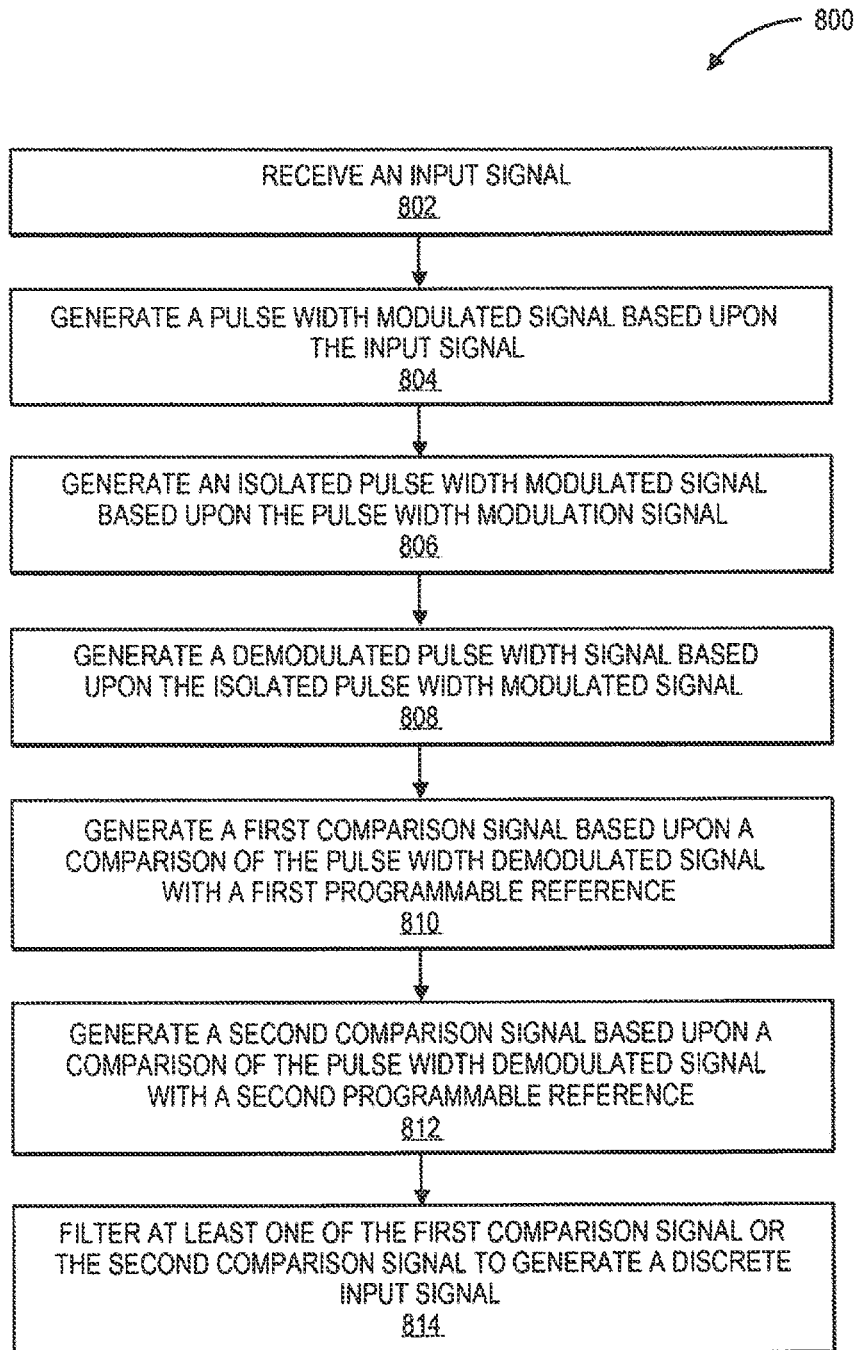 800
RECEIVE AN INPUT SIGNAL
802
GENERATE A PULSE WIDTH MODULATED SIGNAL BASED UPON
THE INPUT SIGNAL
804
GENERATE AN ISOLATED PULSE WIDTH MODULATED SIGNAL
BASED UPON THE PULSE WIDTH MODULATION SIGNAL
806
GENERATE A DEMODULATED PULSE WIDTH SIGNAL BASED
UPON THE ISOLATED PULSE WIDTH MODULATED SIGNAL
808
GENERATE A FIRST COMPARISON SIGNAL BASED UPON A
COMPARISON OF THE PULSE WIDTH DEMODULATED SIGNAL
WITH A FIRST PROGRAMMABLE REFERENCE
810
GENERATE A SECOND COMPARISON SIGNAL BASED UPON A
COMPARISON OF THE PULSE WIDTH DEMODULATED SIGNAL
WITH A SECOND PROGRAMMABLE REFERENCE
812
FILTER AT LEAST ONE OF THE FIRST COMPARISON SIGNAL OR
THE SECOND COMPARISON SIGNAL TO GENERATE A DISCRETE
INPUT SIGNAL
814